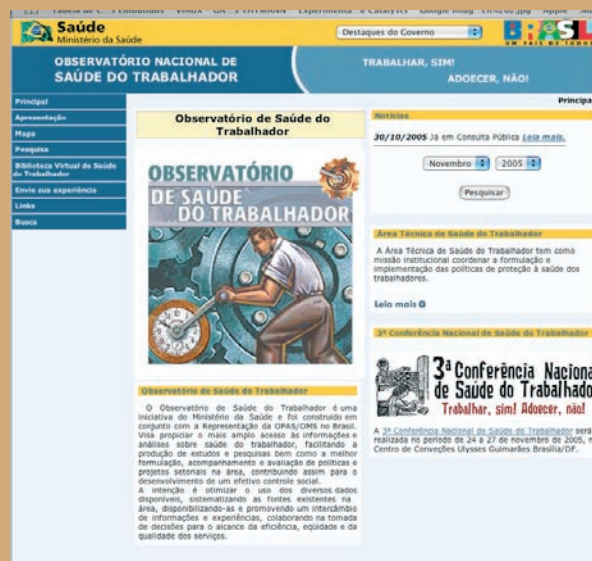 Saúde
Ministério da Saúde
Destaques do Governo
BRASIL
UM PAÍS DE TODOS
OBSERVATÓRIO NACIONAL DE
SAÚDE DO TRABALHADOR
TRABALHAR, SIM!
ADOECER, NÃO!
Principal
Apresentação
Mapa
Pesquisa
Biblioteca Virtual de Saúde
do Trabalhador
Envie sua experiência
Links
Busca
Observatório de Saúde do
Trabalhador
OBSERVATÓRIO
DE SAÚDE
DO TRABALHADOR
Observatório de Saúde do Trabalhador
O Observatório de Saúde do Trabalhador é uma
iniciativa do Ministério da Saúde e foi construído em
conjunto com a Representação da OPAS/OMS no Brasil.
Visa propiciar o mais amplo acesso às informações e
análises sobre saúde do trabalhador, facilitando a
produção de estudos e pesquisas bem como a melhor
formulação, acompanhamento e avaliação de políticas e
projetos setoriais na área, contribuindo assim para o
desenvolvimento de um efetivo controle social.
A intenção é otimizar o uso dos diversos dados
disponíveis, sistematizando as fontes existentes na
área, disponibilizando-as e promovendo um intercâmbio
de informações e experiências, colaborando na tomada
de decisões para o alcance da eficiência, eqüidade e da
qualidade dos serviços.
Principa
Notícias
30/10/2005 Já em Consulta Pública Leia mais.
Novembro 2005
Pesquisar
Área Técnica de Saúde do Trabalhador
A Área Técnica de Saúde do Trabalhador tem como
missão institucional coordenar a formulação e
implementação das políticas de proteção à saúde dos
trabalhadores.
Leia mais
3ª Conferência Nacional de Saúde do Trabalhador
3ª Conferência Naciona
de Saúde do Trabalhado
Trabalhar, sim! Adoecer, não!
A 3ª Conferência Nacional de Saúde do Trabalhador será
realizada no período de 24 a 27 de novembro de 2005, n
Centro de Conveções Ulysses Guimarães Brasília/DF.